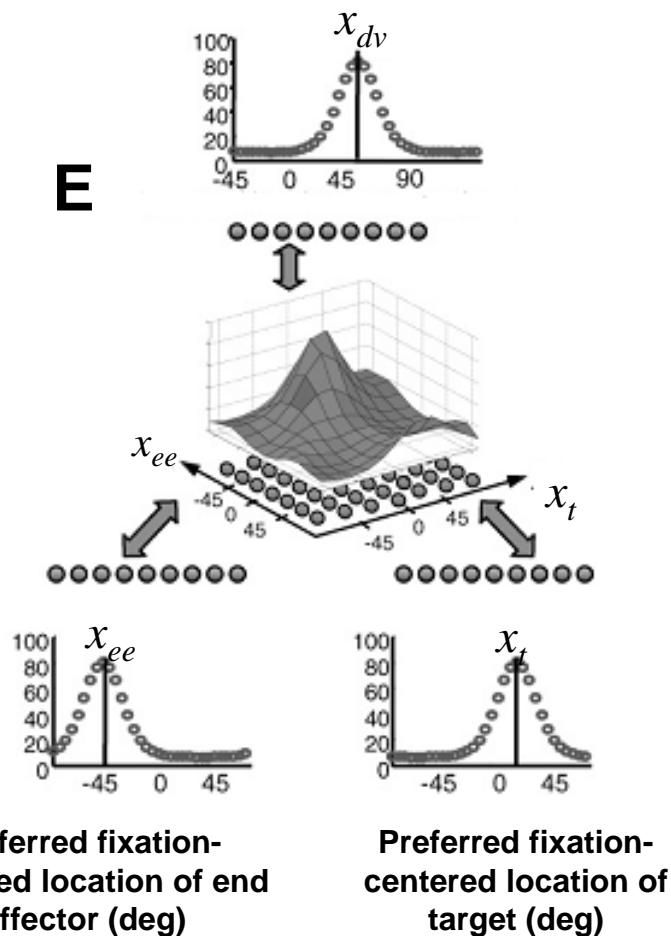 x_dv
100
80
60
40
20
0
-45 0 45 90
E
x_ee
-45
0
45
x_t
-45
0
45
x_ee
100
80
60
40
20
0
-45 0 45
x_t
100
80
60
40
20
0
-45 0 45
ferred fixation-
ed location of end
ffector (deg)
Preferred fixation-
centered location of
target (deg)